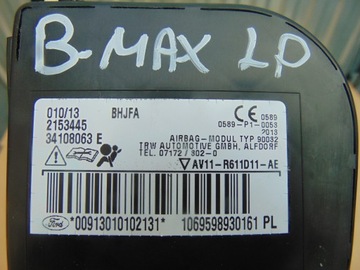 B-MAX LP
010/13 BHJFA
2153445
34108063 E
CE 0589
0589-P1-0053
2013
AIRBAG-MODUL TYP 90032
TRW AUTOMOTIVE GMBH, ALFDORF
TEL. 07172 / 302-0
AV11-R611D11-AE
Ford
*00913010102131* 1069598930161 PL